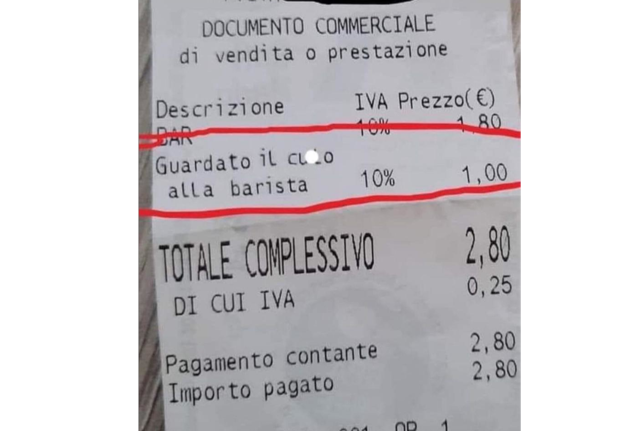 DOCUMENTO COMMERCIALE
di vendita o prestazione
Descrizione IVA Prezzo(€)
BAR 10% 1,80
Guardato il culo
alla barista 10% 1,00
TOTALE COMPLESSIVO 2,80
DI CUI IVA 0,25
Pagamento contante 2,80
Importo pagato 2,80